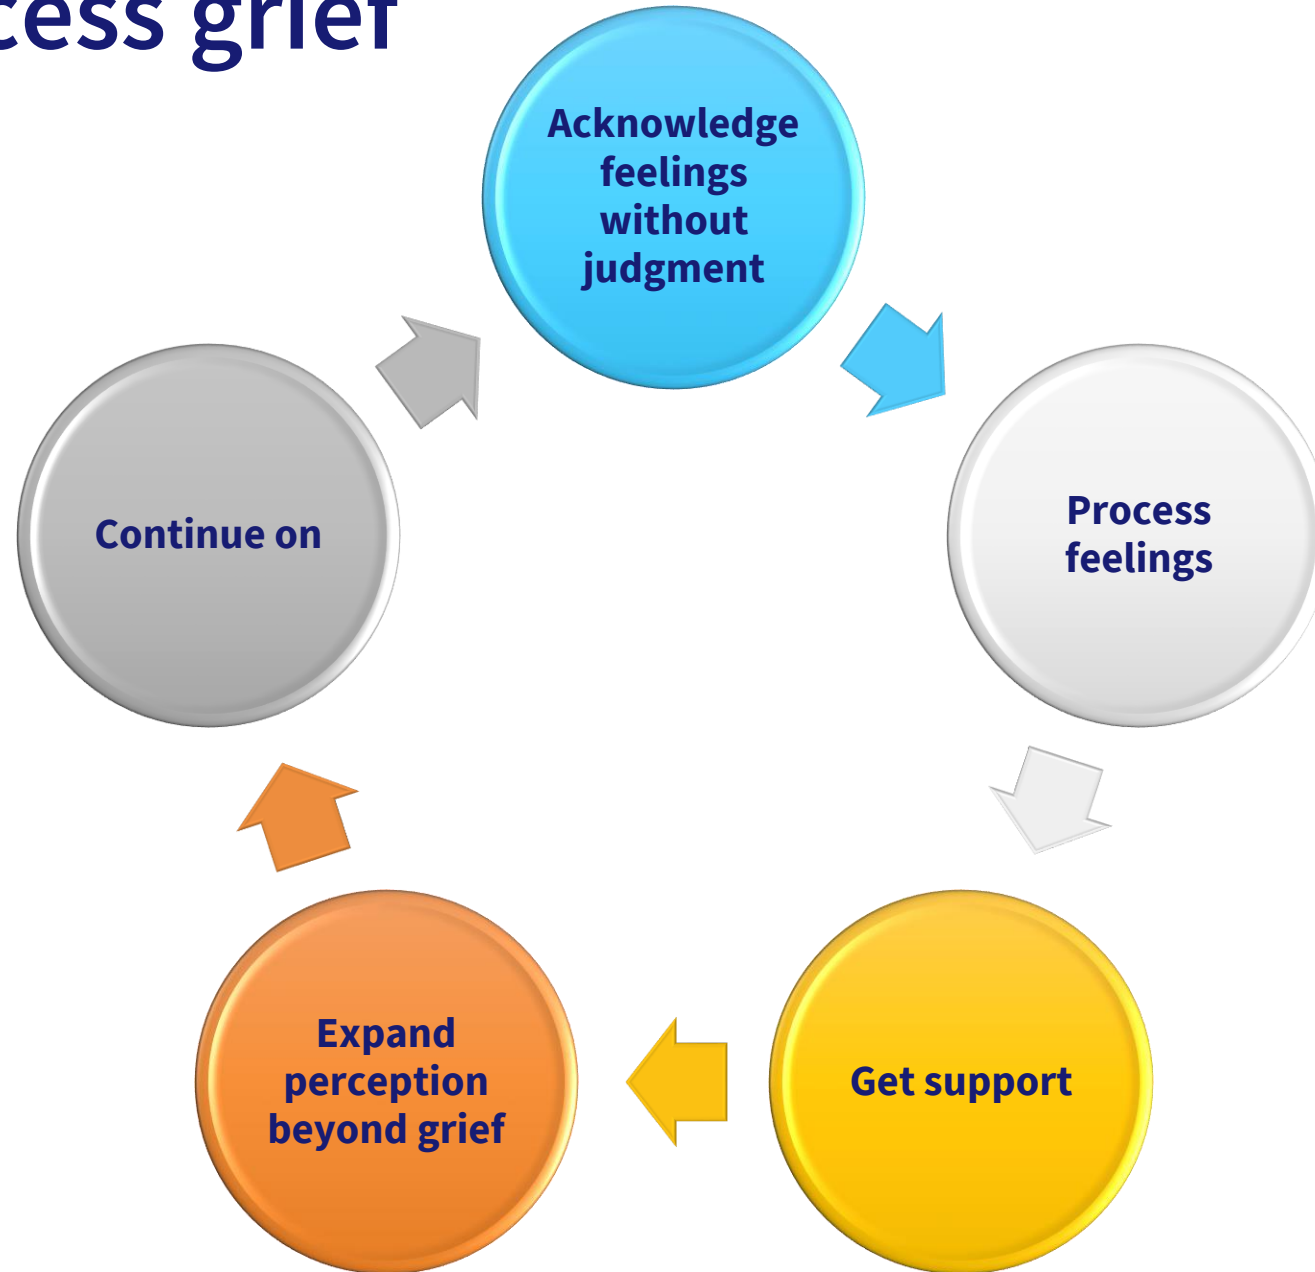 cess grief
Acknowledge
feelings
without
judgment
Process
feelings
Get support
Expand
perception
beyond grief
Continue on